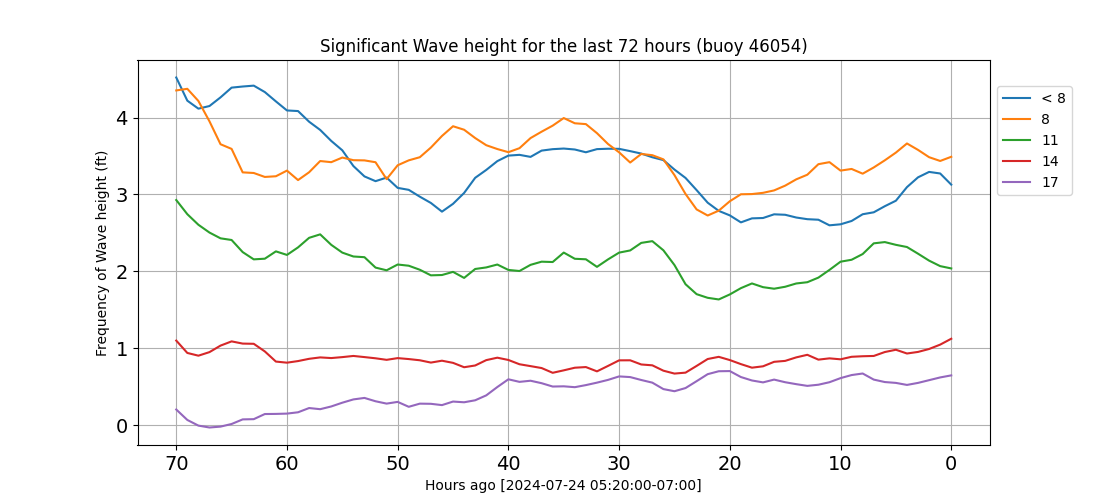 Significant Wave height for the last 72 hours (buoy 46054)
Frequency of Wave height (ft)
4
3
2
1
0
70 60 50 40 30 20 10 0
Hours ago [2024-07-24 05:20:00-07:00]
< 8
8
11
14
17